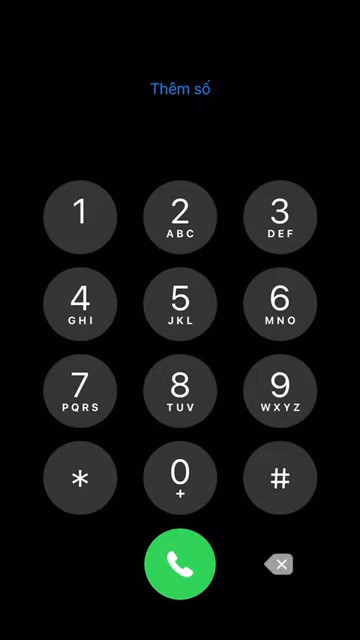 Thêm số
1 2 3
ABC DEF
4 5 6
GHI JKL MNO
7 8 9
PQRS TUV WXYZ
* 0 #
+